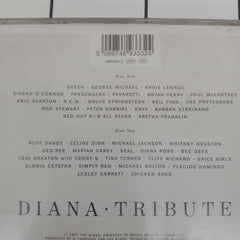 5 099748 933324
Disc One
QUEEN · GEORGE MICHAEL · ANNIE LENNOX
SINEAD O'CONNOR · PASSENGERS / PAVAROTTI · BRYAN FERRY · PAUL McCARTNEY
ERIC CLAPTON · R.E.M. · BRUCE SPRINGSTEEN · NEIL FINN · THE PRETENDERS
ROD STEWART · PETER GABRIEL · ENYA · BARBRA STREISAND
RED HOT R+B ALL-STARS · ARETHA FRANKLIN
Disc Two
PUFF DADDY · CELINE DION · MICHAEL JACKSON · WHITNEY HOUSTON
DES'REE · MARIAH CAREY · SEAL · DIANA ROSS · BEE GEES
TONI BRAXTON with KENNY G · TINA TURNER · CLIFF RICHARD · SPICE GIRLS
GLORIA ESTEFAN · SIMPLY RED · MICHAEL BOLTON · PLACIDO DOMINGO
LESLEY GARRETT · CHICKEN SHED
DIANA · TRIBUTE